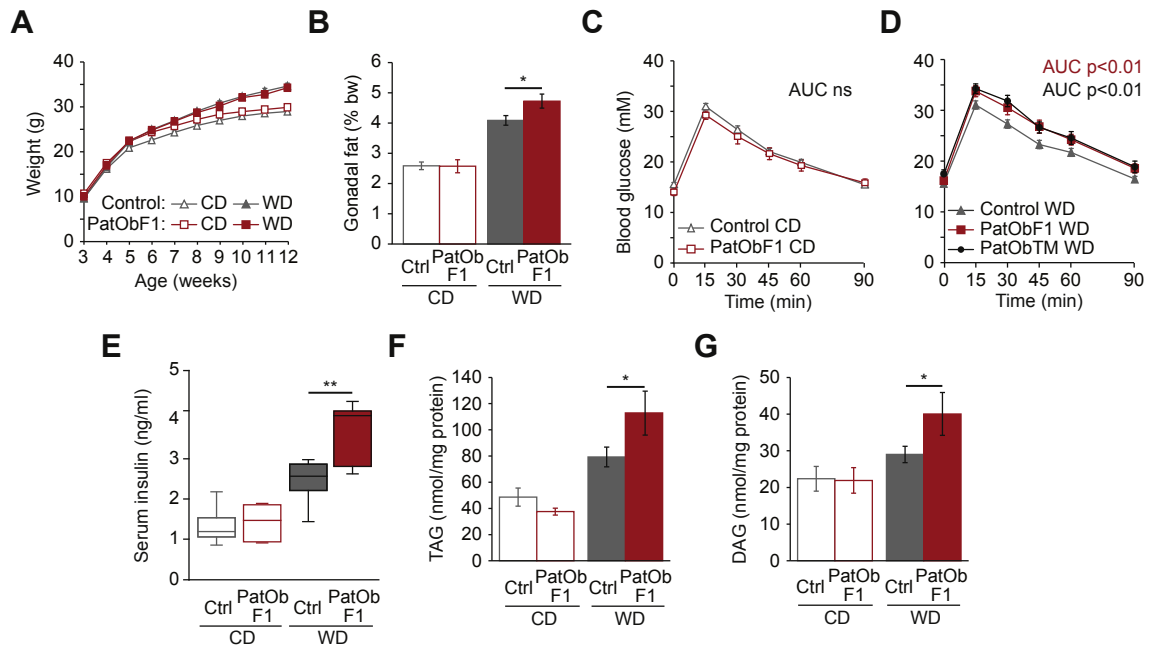 A
Weight (g)
40
30
20
10
0
Control: CD WD
PatObF1: CD WD
3 4 5 6 7 8 9 10 11 12
Age (weeks)
B
Gonadal fat (% bw)
6
5
4
3
2
1
0
*
Ctrl PatOb F1 Ctrl PatOb F1
CD WD
C
Blood glucose (mM)
40
30
20
10
0
AUC ns
Control CD
PatObF1 CD
0 15 30 45 60 90
Time (min)
D
40
30
20
10
0
AUC p<0.01
AUC p<0.01
Control WD
PatObF1 WD
PatObTM WD
0 15 30 45 60 90
Time (min)
E
Serum insulin (ng/ml)
5
4
3
2
1
0
**
Ctrl PatOb F1 Ctrl PatOb F1
CD WD
F
TAG (nmol/mg protein)
140
120
100
80
60
40
20
0
*
Ctrl PatOb F1 Ctrl PatOb F1
CD WD
G
DAG (nmol/mg protein)
50
40
30
20
10
0
*
Ctrl PatOb F1 Ctrl PatOb F1
CD WD